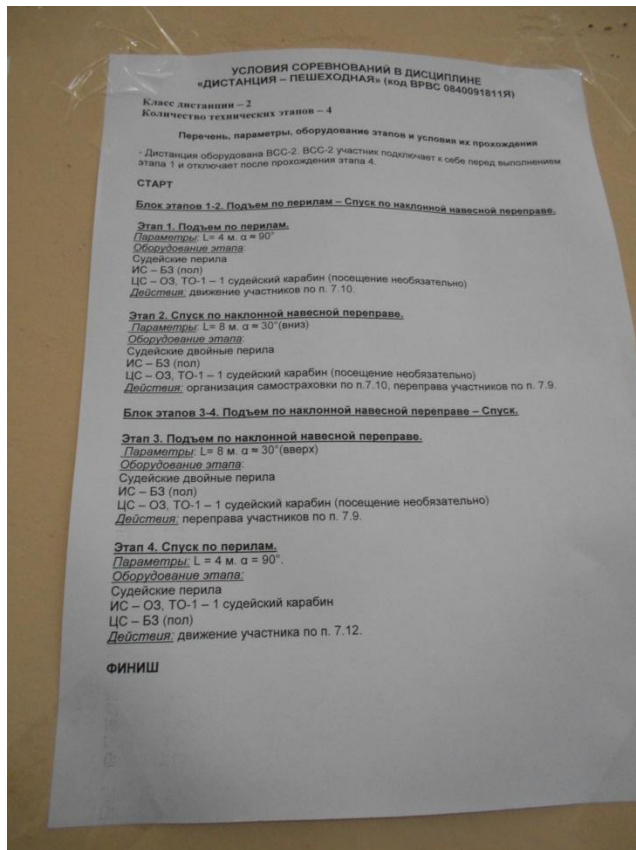 УСЛОВИЯ СОРЕВНОВАНИЙ В ДИСЦИПЛИНЕ
«ДИСТАНЦИЯ – ПЕШЕХОДНАЯ» (код ВРВС 0840091811Я)
Класс дистанции – 2
Количество технических этапов – 4
Перечень, параметры, оборудование этапов и условия их прохождения
- Дистанция оборудована ВСС-2. ВСС-2 участник подключает к себе перед выполнением
этапа 1 и отключает после прохождения этапа 4.
СТАРТ
Блок этапов 1-2. Подъем по перилам – Спуск по наклонной навесной переправе.
Этап 1. Подъем по перилам.
Параметры: L= 4 м. α ≈ 90°
Оборудование этапа:
Судейские перила
ИС – БЗ (пол)
ЦС – ОЗ, ТО-1 – 1 судейский карабин (посещение необязательно)
Действия: движение участников по п. 7.10.
Этап 2. Спуск по наклонной навесной переправе.
Параметры: L= 8 м. α ≈ 30°(вниз)
Оборудование этапа:
Судейские двойные перила
ИС – БЗ (пол)
ЦС – ОЗ, ТО-1 – 1 судейский карабин (посещение необязательно)
Действия: организация самостраховки по п.7.10, переправа участников по п. 7.9.
Блок этапов 3-4. Подъем по наклонной навесной переправе – Спуск.
Этап 3. Подъем по наклонной навесной переправе.
Параметры: L= 8 м. α ≈ 30°(вверх)
Оборудование этапа:
Судейские двойные перила
ИС – БЗ (пол)
ЦС – ОЗ, ТО-1 – 1 судейский карабин (посещение необязательно)
Действия: переправа участников по п. 7.9.
Этап 4. Спуск по перилам.
Параметры: L = 4 м. α = 90°.
Оборудование этапа:
Судейские перила
ИС – ОЗ, ТО-1 – 1 судейский карабин
ЦС – БЗ (пол)
Действия: движение участника по п. 7.12.
ФИНИШ